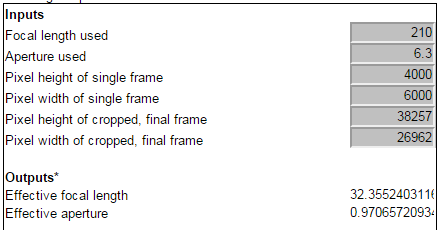 Inputs
Focal length used 210
Aperture used 6.3
Pixel height of single frame 4000
Pixel width of single frame 6000
Pixel height of cropped, final frame 38257
Pixel width of cropped, final frame 26962
Outputs*
Effective focal length 32.355240311
Effective aperture 0.9706572093